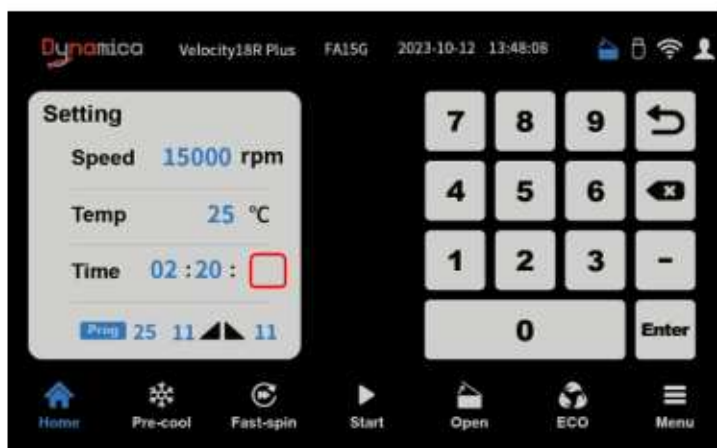 Dynamica Velocity18R Plus FA15G 2023-10-12 13:48:08
Setting
Speed 15000 rpm
Temp 25 °C
Time 02 : 20 :
Prog 25 11 11
7 8 9
4 5 6
1 2 3 -
0 Enter
Home Pre-cool Fast-spin Start Open ECO Menu